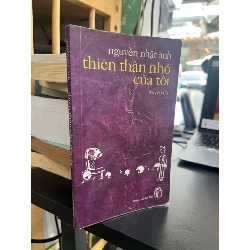 nguyễn nhật ánh
thiên thần nhỏ
của tôi